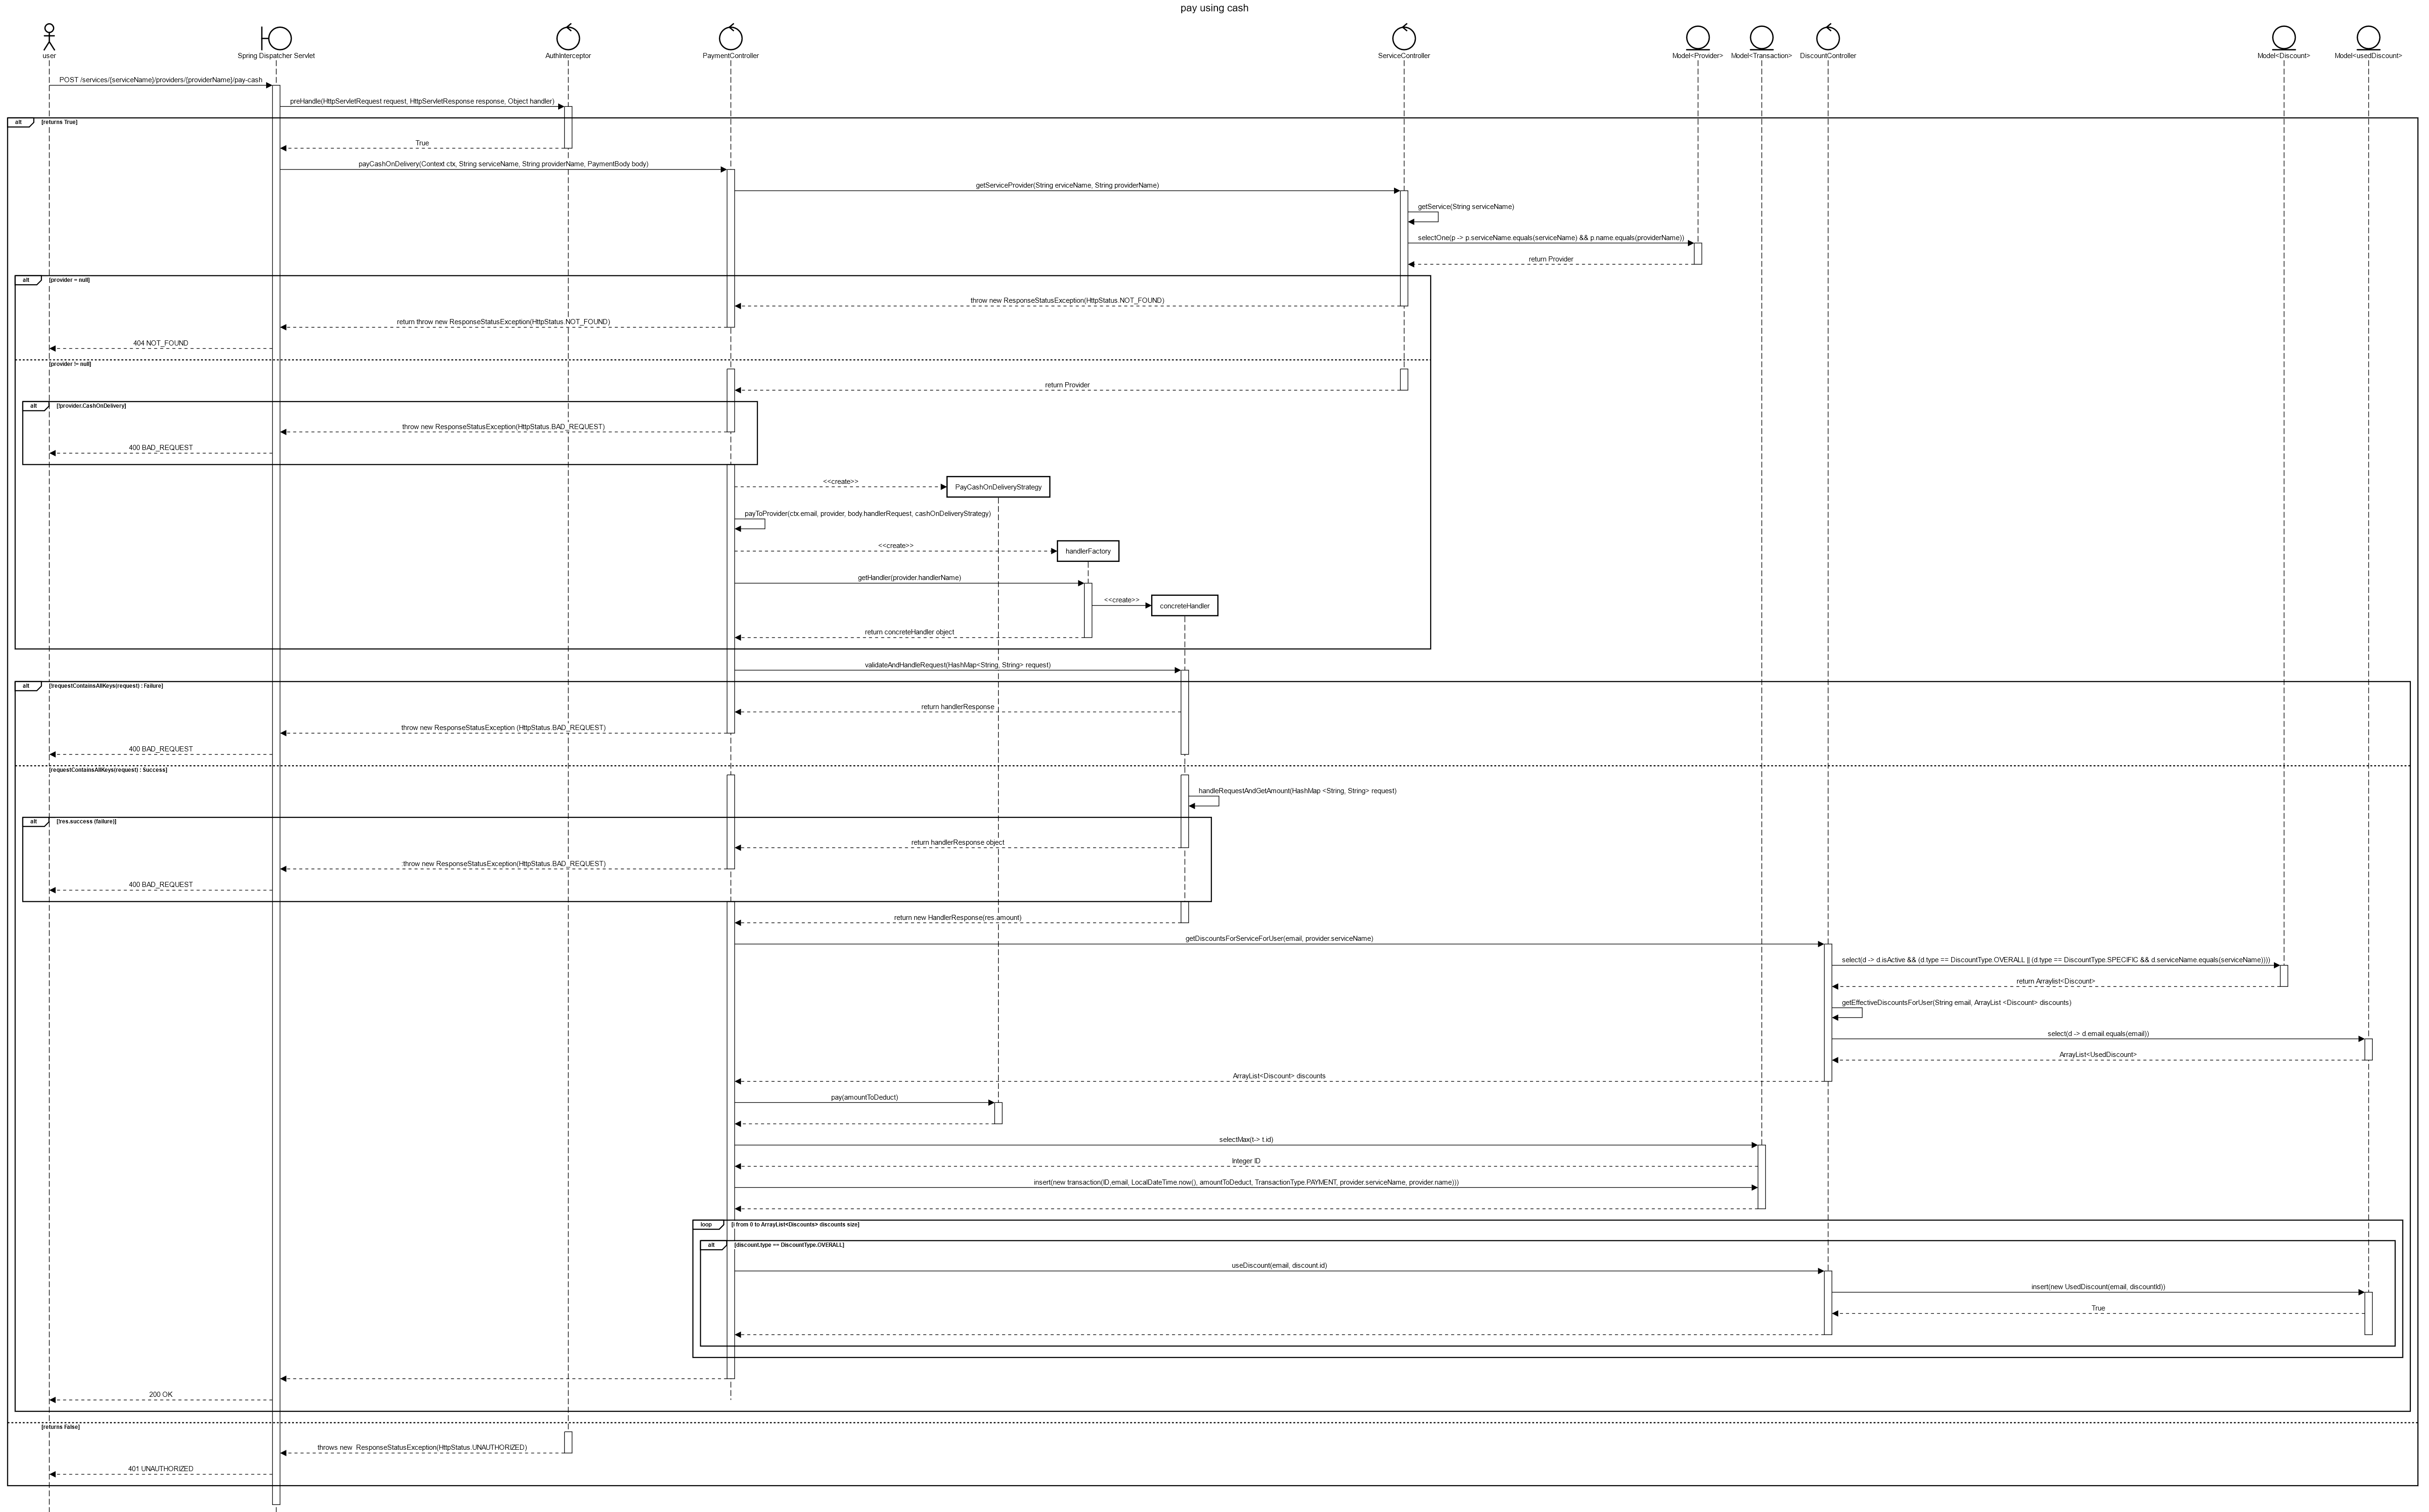 pay using cash
user
Spring Dispatcher Servlet
AuthInterceptor
PaymentController
ServiceController
Model<Provider>
Model<Transaction>
DiscountController
Model<Discount>
Model<usedDiscount>
POST /services/{serviceName}/providers/{providerName}/pay-cash
preHandle(HttpServletRequest request, HttpServletResponse response, Object handler)
alt
[returns True]
True
payCashOnDelivery(Context ctx, String serviceName, String providerName, PaymentBody body)
getServiceProvider(String erviceName, String providerName)
getService(String serviceName)
selectOne(p -> p.serviceName.equals(serviceName) && p.name.equals(providerName))
return Provider
alt
[provider = null]
throw new ResponseStatusException(HttpStatus.NOT_FOUND)
return throw new ResponseStatusException(HttpStatus.NOT_FOUND)
404 NOT_FOUND
[provider != null]
return Provider
alt
[!provider.CashOnDelivery]
throw new ResponseStatusException(HttpStatus.BAD_REQUEST)
400 BAD_REQUEST
<<create>>
PayCashOnDeliveryStrategy
payToProvider(ctx.email, provider, body.handlerRequest, cashOnDeliveryStrategy)
<<create>>
handlerFactory
getHandler(provider.handlerName)
<<create>>
concreteHandler
return concreteHandler object
validateAndHandleRequest(HashMap<String, String> request)
alt
[!requestContainsAllKeys(request) : Failure]
return handlerResponse
throw new ResponseStatusException (HttpStatus.BAD_REQUEST)
400 BAD_REQUEST
[requestContainsAllKeys(request) : Success]
handleRequestAndGetAmount(HashMap <String, String> request)
alt
[!res.success (failure)]
return handlerResponse object
throw new ResponseStatusException(HttpStatus.BAD_REQUEST)
400 BAD_REQUEST
return new HandlerResponse(res.amount)
getDiscountsForServiceForUser(email, provider.serviceName)
select(d -> d.isActive && (d.type == DiscountType.OVERALL || (d.type == DiscountType.SPECIFIC && d.serviceName.equals(serviceName))))
return Arraylist<Discount>
getEffectiveDiscountsForUser(String email, ArrayList <Discount> discounts)
select(d -> d.email.equals(email))
ArrayList<UsedDiscount>
ArrayList<Discount> discounts
pay(amountToDeduct)
selectMax(t-> t.id)
Integer ID
insert(new transaction(ID,email, LocalDateTime.now(), amountToDeduct, TransactionType.PAYMENT, provider.serviceName, provider.name)))
loop
[i from 0 to ArrayList<Discounts> discounts size]
alt
[discount.type == DiscountType.OVERALL]
useDiscount(email, discount.id)
insert(new UsedDiscount(email, discountId))
True
200 OK
[returns False]
throws new  ResponseStatusException(HttpStatus.UNAUTHORIZED)
401 UNAUTHORIZED